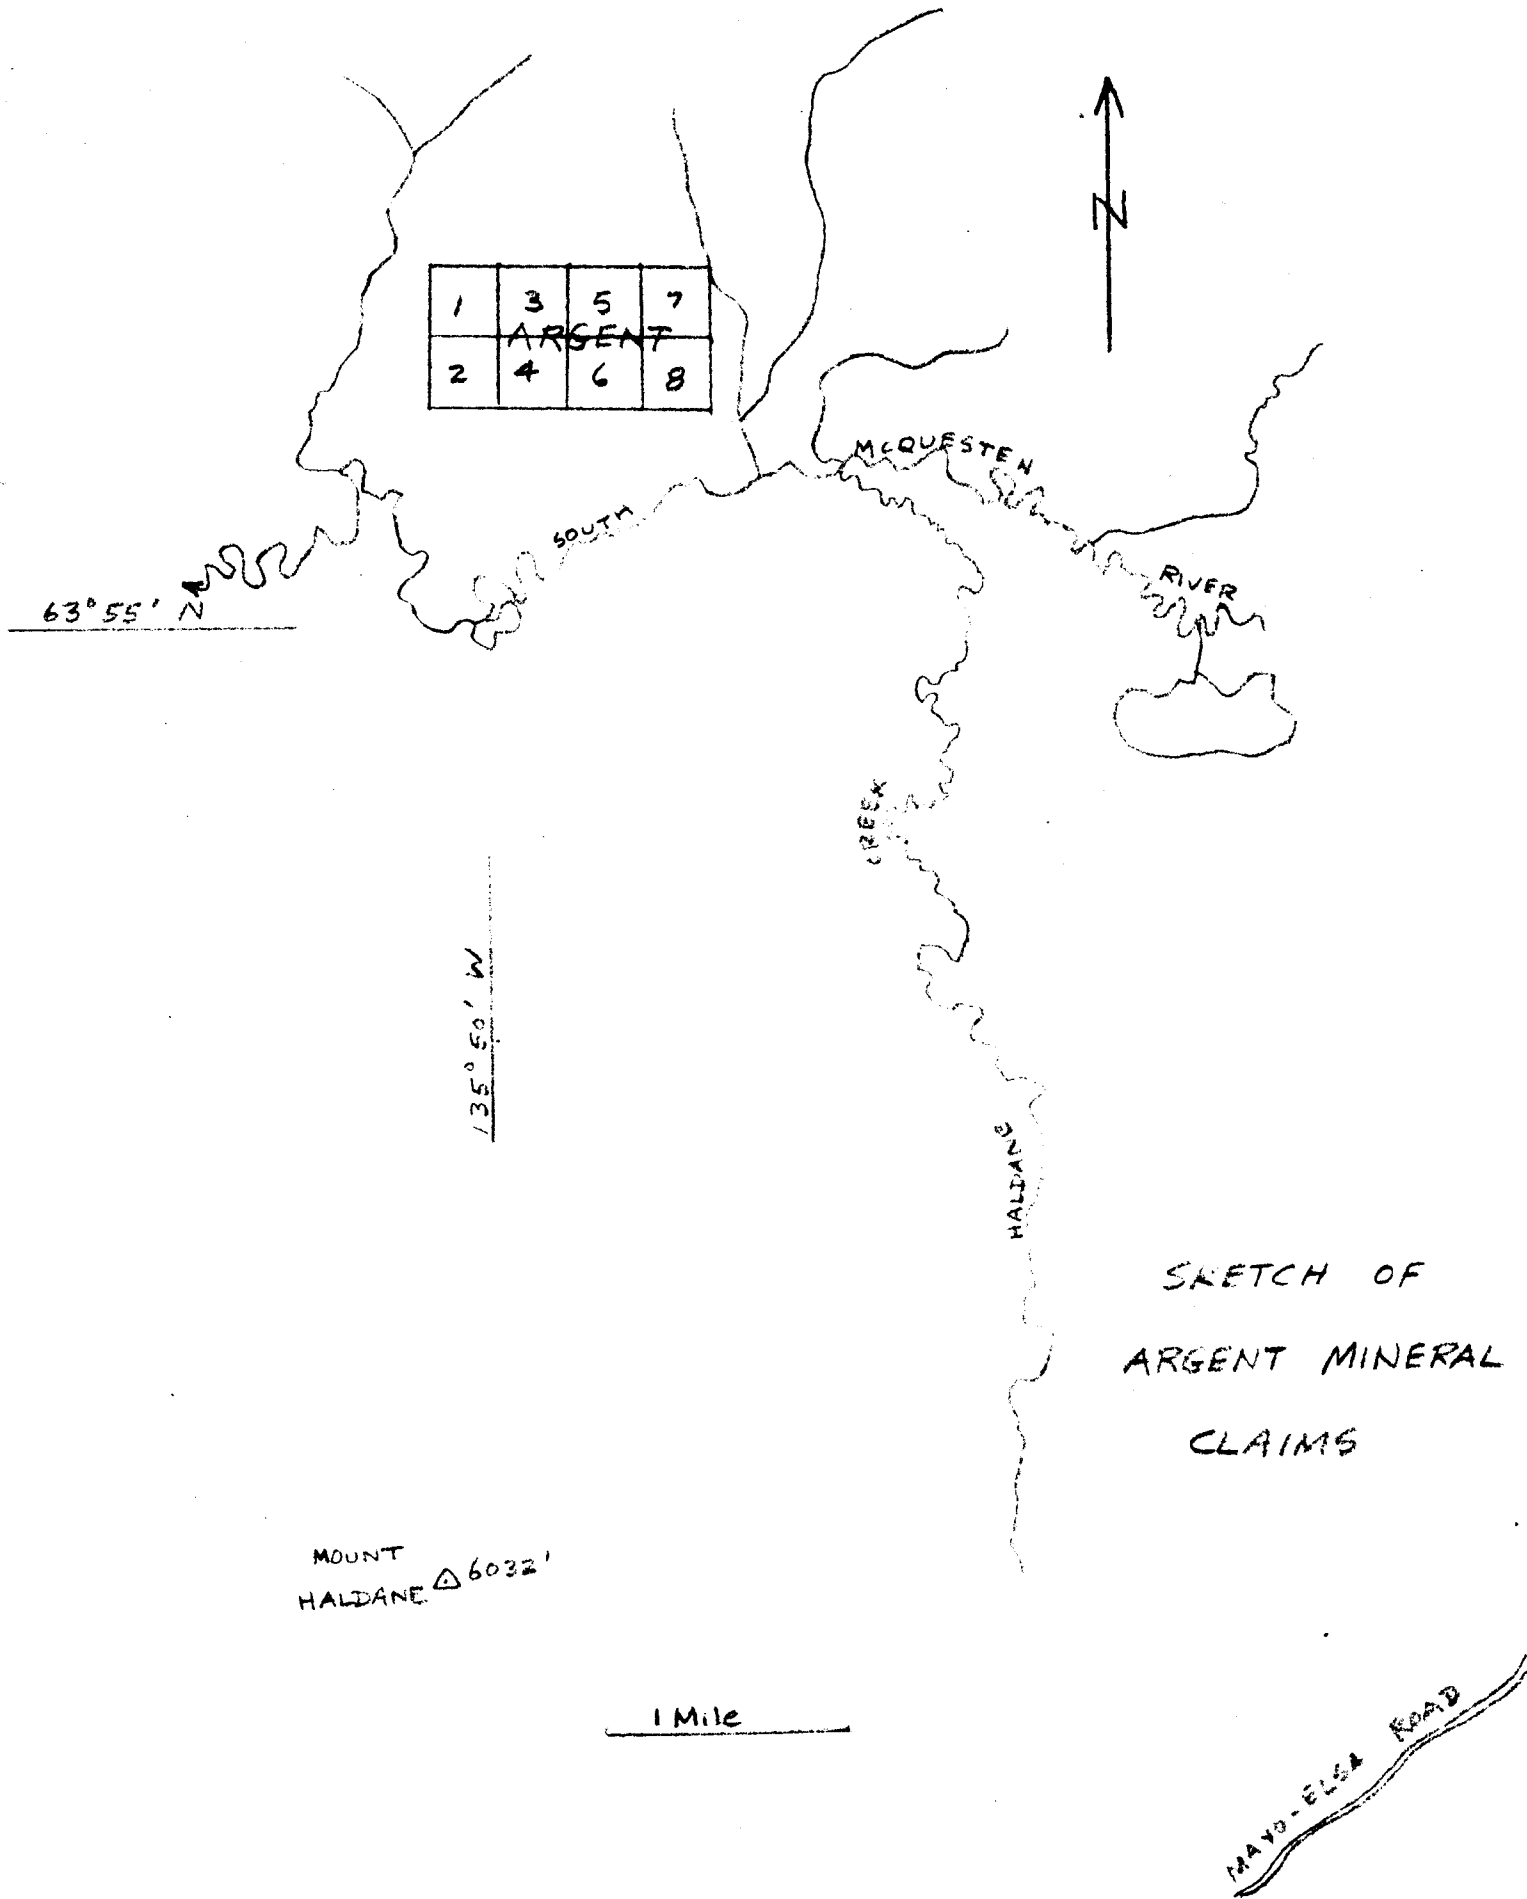 N
1 3 5 7
ARGENT
2 4 6 8
McQUESTEN
SOUTH
RIVER
63°55' N
CREEK
135° 50' W
HALDANE
SKETCH OF
ARGENT MINERAL
CLAIMS
MOUNT
HALDANE 6032'
1 Mile
MAYO-ELSA ROAD